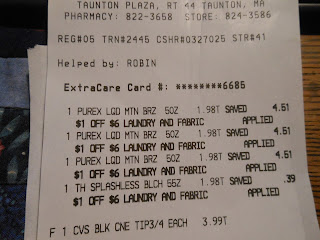 TAUNTON PLAZA, RT 44 TAUNTON, MA
PHARMACY: 822-3658 STORE: 824-3586
REG#05 TRN#2445 CSHR#0327025 STR#41
Helped by: ROBIN
ExtraCare Card #: ********6685
1 PUREX LQD MTN BRZ 50Z 1.98T SAVED 4.51
$1 OFF $6 LAUNDRY AND FABRIC APPLIED
1 PUREX LQD MTN BRZ 50Z 1.98T SAVED 4.51
$1 OFF $6 LAUNDRY AND FABRIC APPLIED
1 PUREX LQD MTN BRZ 50Z 1.98T SAVED 4.51
$1 OFF $6 LAUNDRY AND FABRIC APPLIED
1 TH SPLASHLESS BLCH 55Z 1.98T SAVED .39
$1 OFF $6 LAUNDRY AND FABRIC APPLIED
F 1 CVS BLK CNE TIP3/4 EACH 3.99T